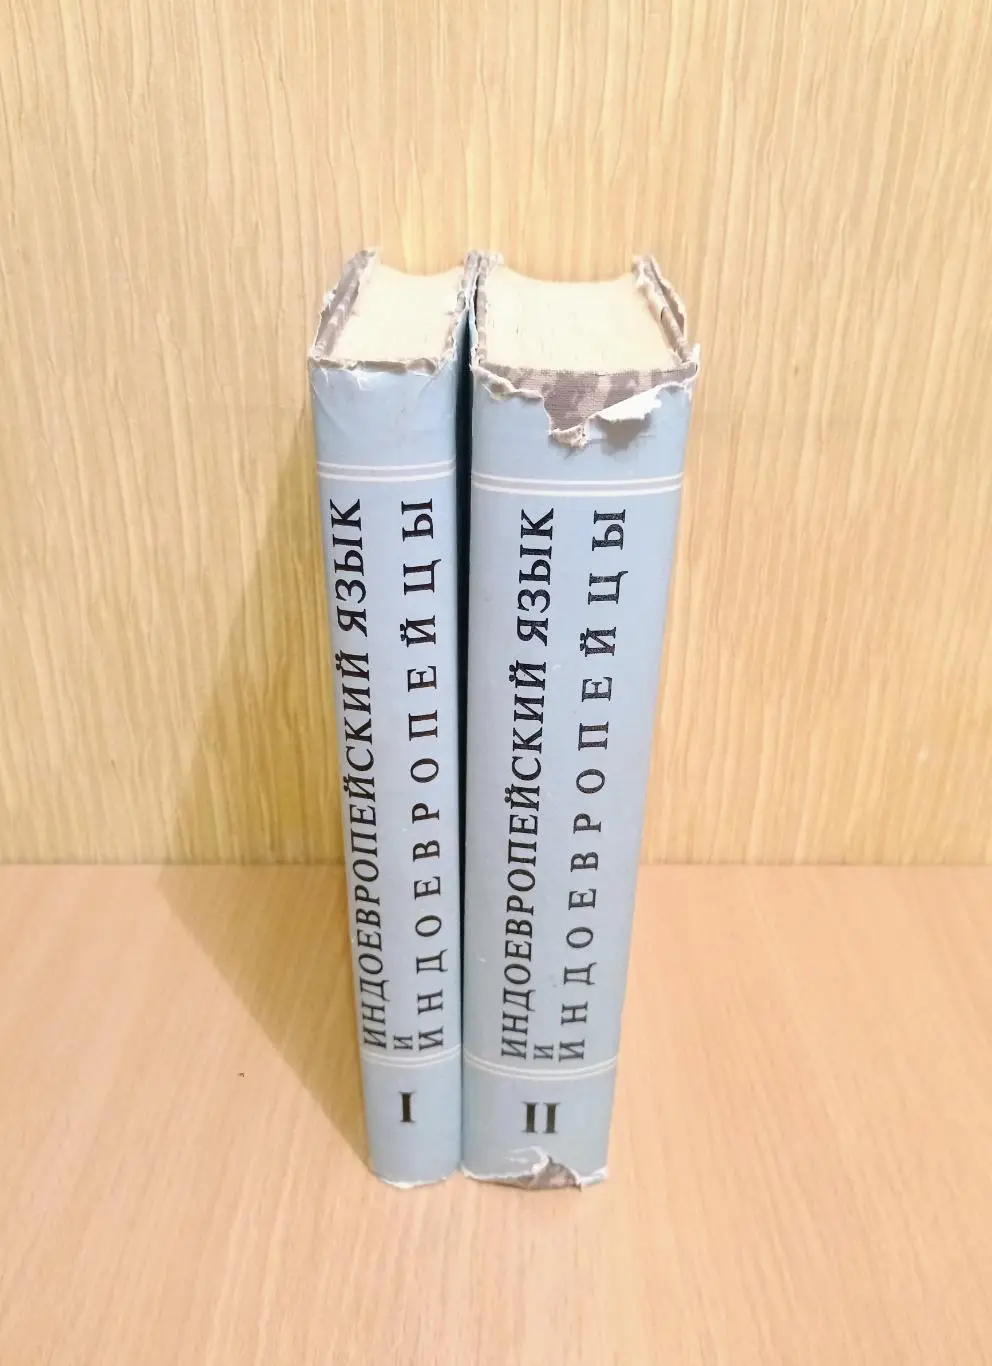 ИНДОЕВРОПЕЙСКИЙ ЯЗЫК
И
ИНДОЕВРОПЕЙЦЫ
I
ИНДОЕВРОПЕЙСКИЙ ЯЗЫК
И
ИНДОЕВРОПЕЙЦЫ
II